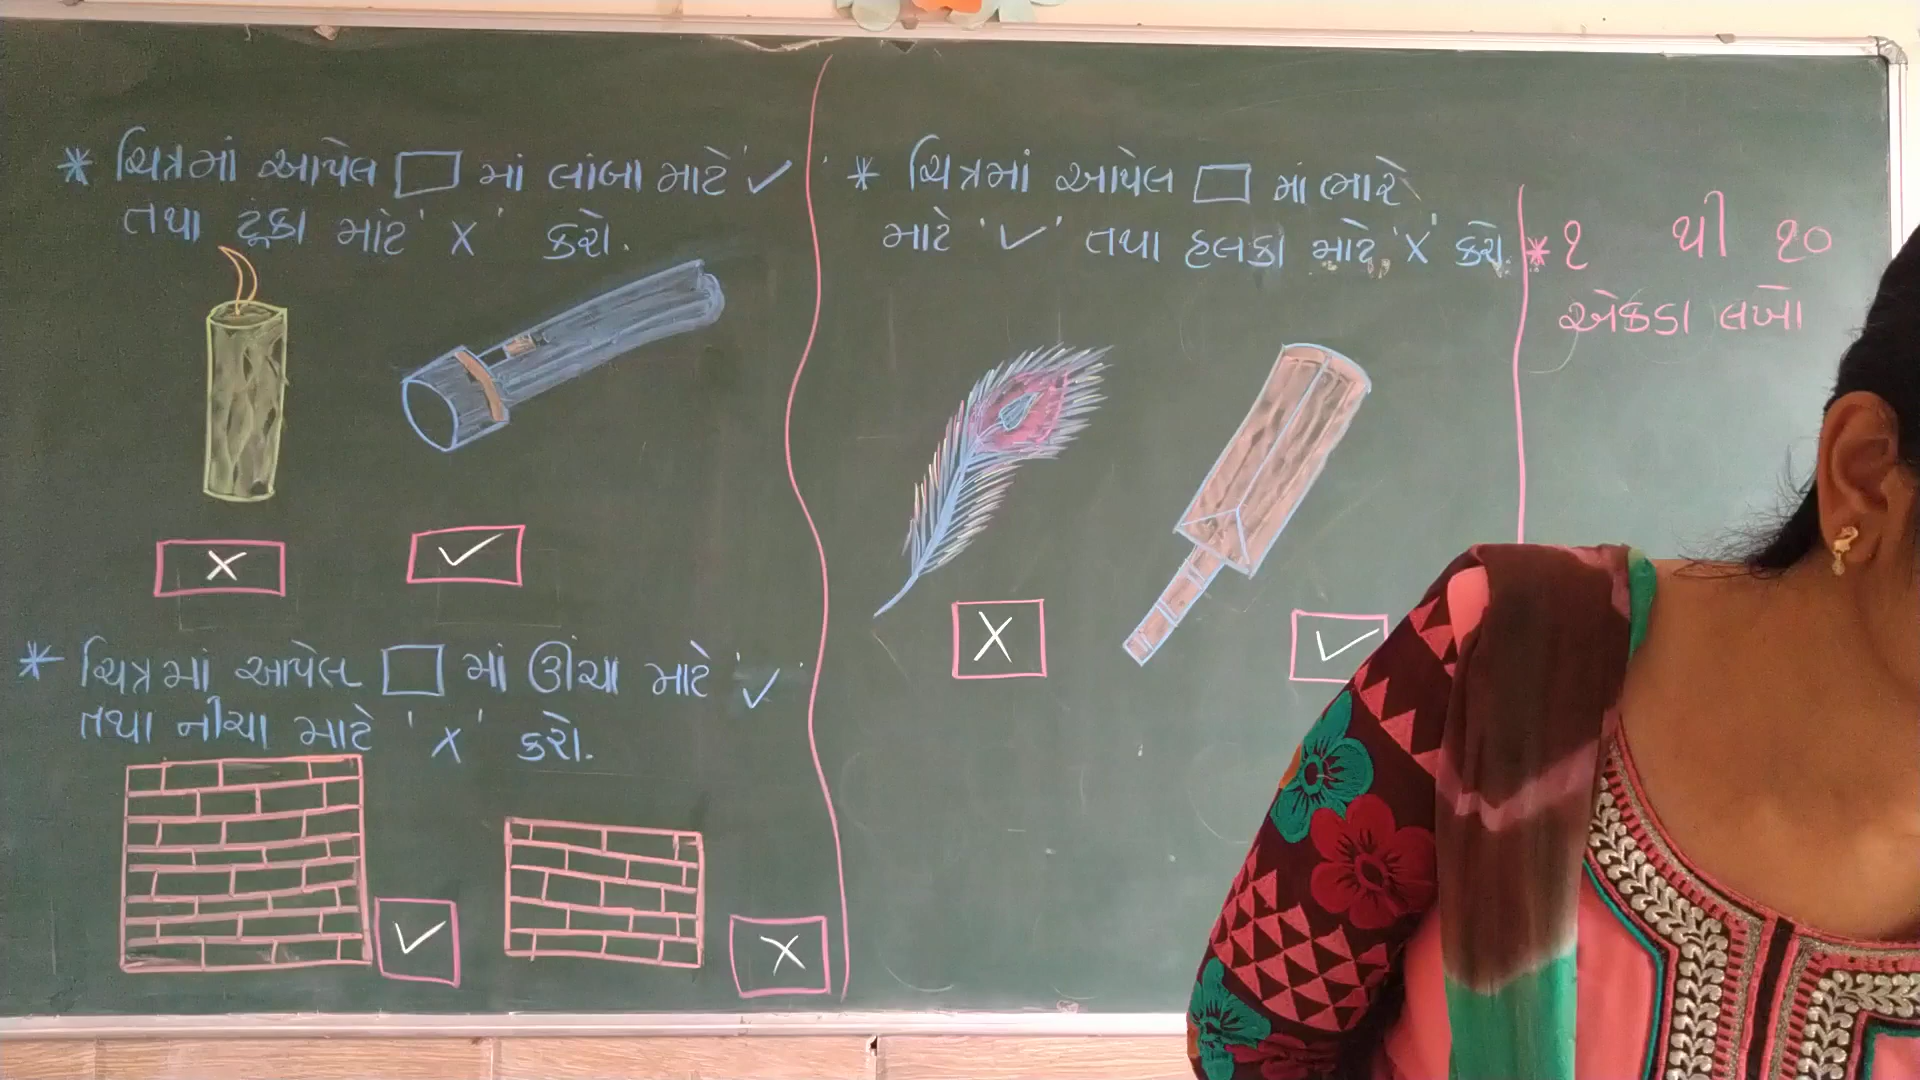 * ચિત્રમાં આપેલ □ માં લાંબા માટે '✓'
તથા ટૂંકા માટે 'X' કરો.
X ✓
* ચિત્રમાં આપેલ □ માં ઊંચા માટે '✓'
તથા નીચા માટે 'X' કરો.
✓ X
* ચિત્રમાં આપેલ □ માં ભારે
માટે '✓' તથા હલકા માટે 'X' કરો.
X ✓
* ૧ થી ૧૦
એકડા લખો